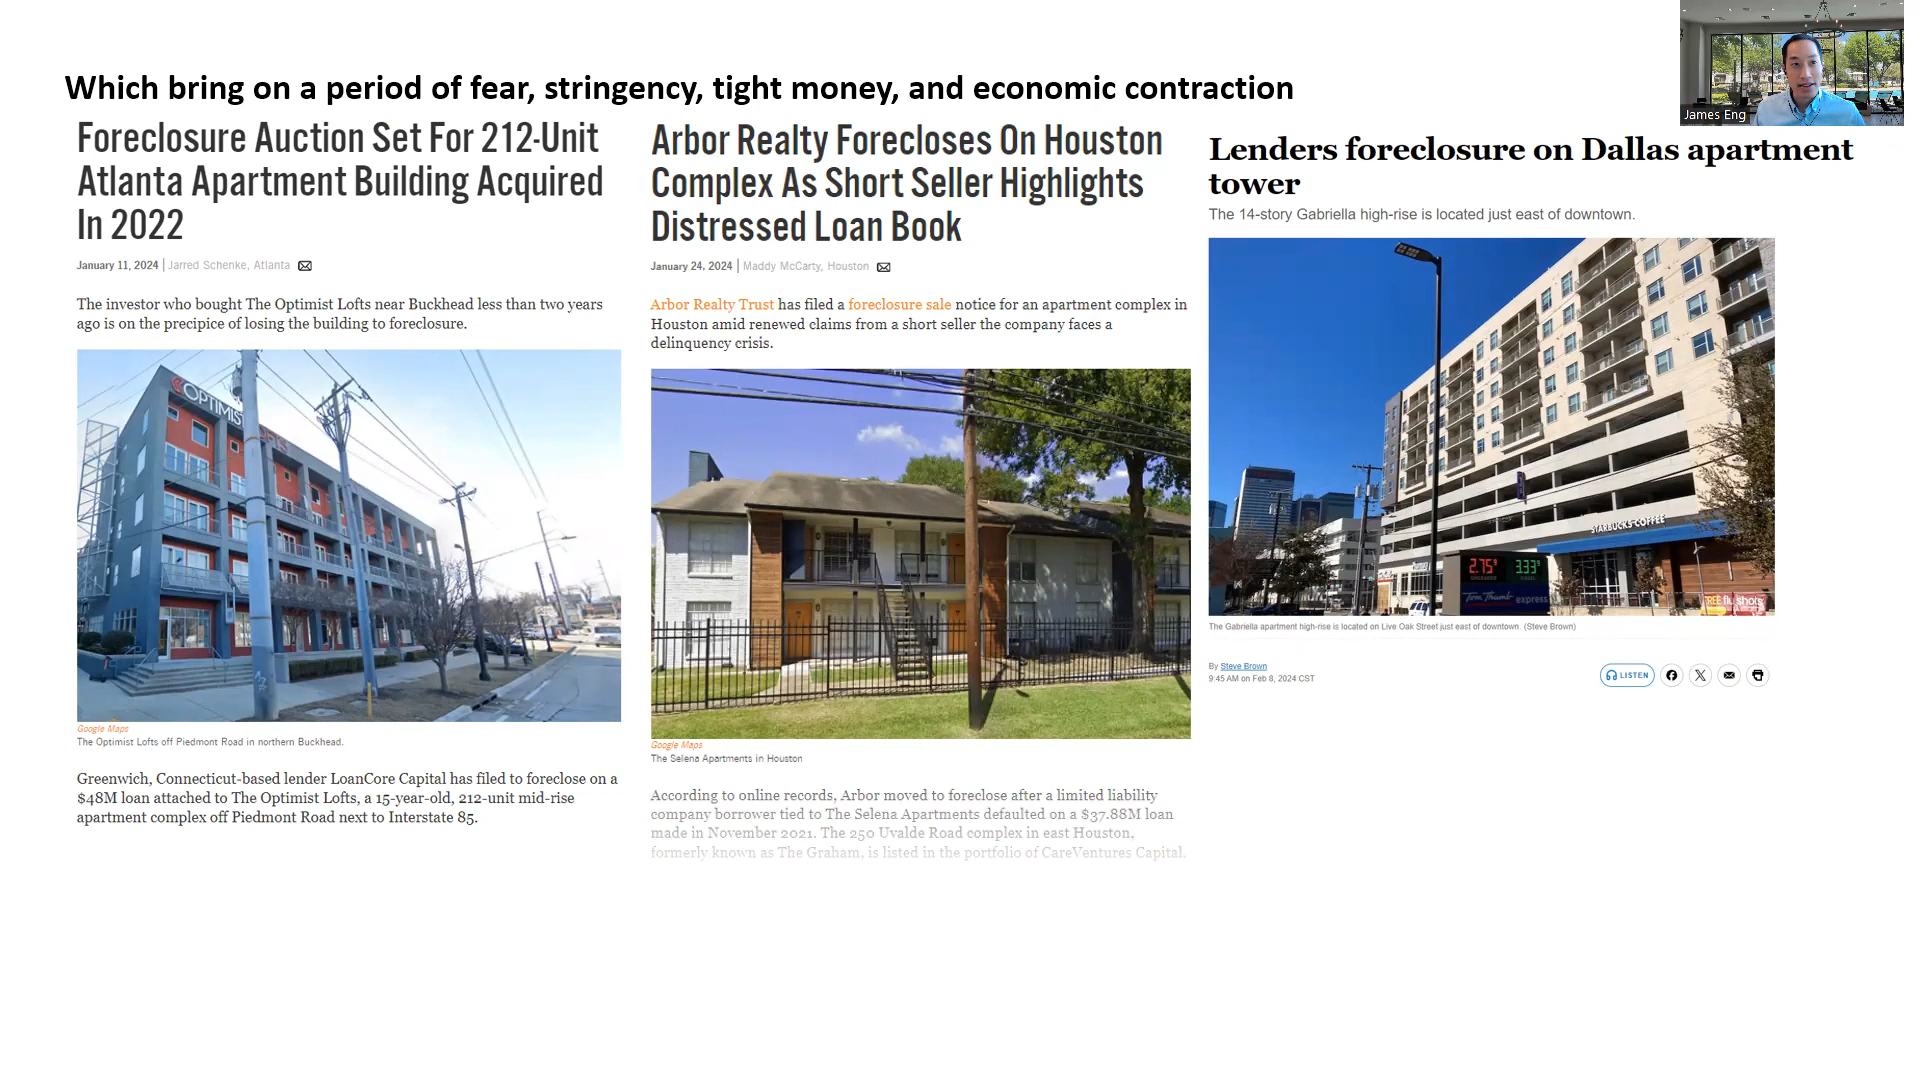 Which bring on a period of fear, stringency, tight money, and economic contraction
James Eng
Foreclosure Auction Set For 212-Unit
Atlanta Apartment Building Acquired
In 2022
January 11, 2024 | Jarred Schenke, Atlanta
The investor who bought The Optimist Lofts near Buckhead less than two years
ago is on the precipice of losing the building to foreclosure.
OPTIMIST
Google Maps
The Optimist Lofts off Piedmont Road in northern Buckhead.
Greenwich, Connecticut-based lender LoanCore Capital has filed to foreclose on a
$48M loan attached to The Optimist Lofts, a 15-year-old, 212-unit mid-rise
apartment complex off Piedmont Road next to Interstate 85.
Arbor Realty Forecloses On Houston
Complex As Short Seller Highlights
Distressed Loan Book
January 24, 2024 | Maddy McCarty, Houston
Arbor Realty Trust has filed a foreclosure sale notice for an apartment complex in
Houston amid renewed claims from a short seller the company faces a
delinquency crisis.
Google Maps
The Selena Apartments in Houston
According to online records, Arbor moved to foreclose after a limited liability
company borrower tied to The Selena Apartments defaulted on a $37.88M loan
made in November 2021. The 250 Uvalde Road complex in east Houston,
formerly known as The Graham, is listed in the portfolio of CareVentures Capital.
Lenders foreclosure on Dallas apartment
tower
The 14-story Gabriella high-rise is located just east of downtown.
STARBUCKS COFFEE
2.75⁹ 3.33⁹
Tom Thumb express
FREE flu shots
The Gabriella apartment high-rise is located on Live Oak Street just east of downtown. (Steve Brown)
By Steve Brown
9:45 AM on Feb 8, 2024 CST
LISTEN